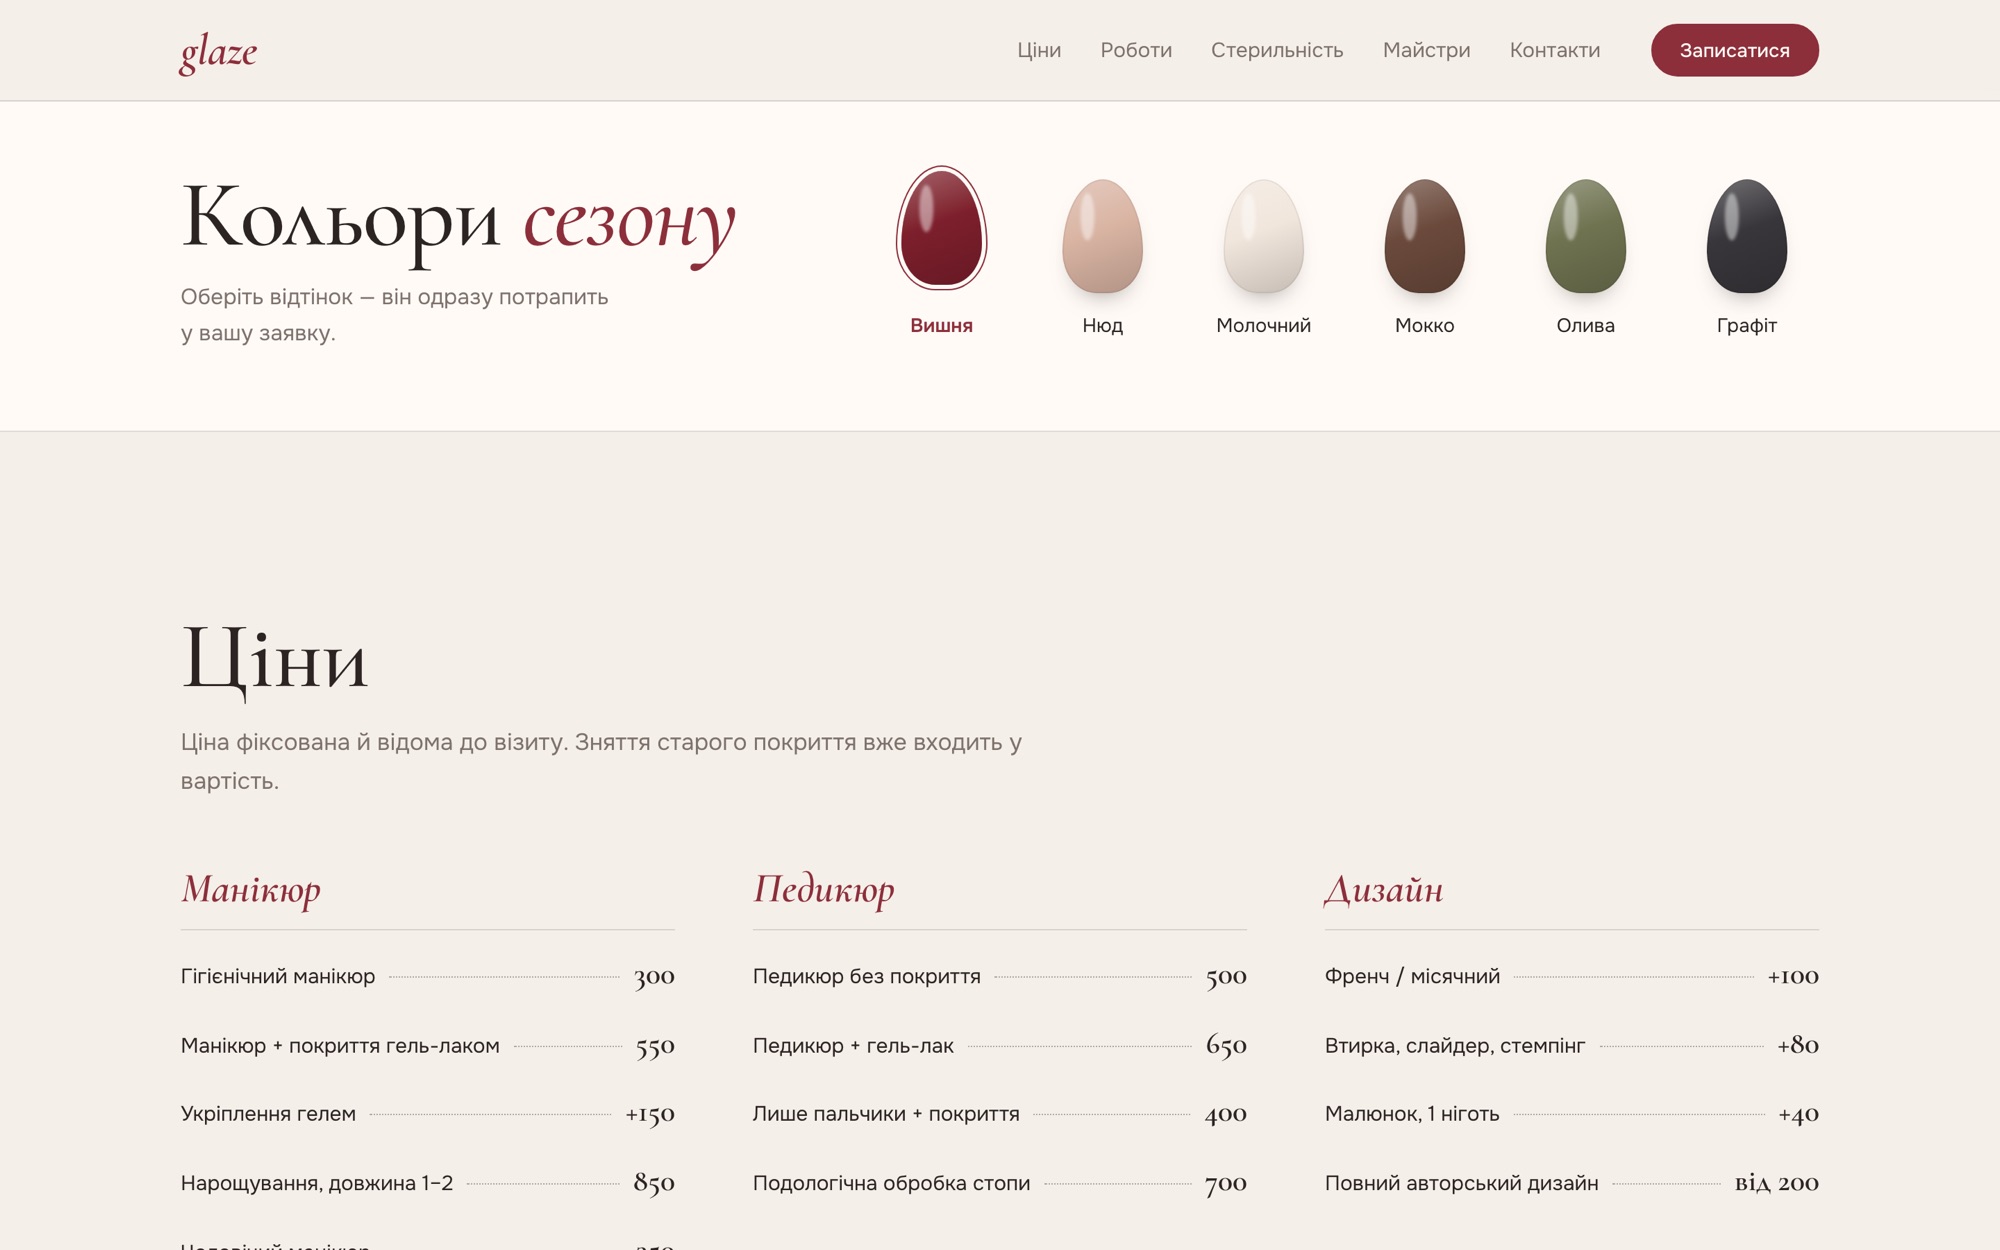 glaze
Ціни Роботи Стерильність Майстри Контакти Записатися
Кольори сезону
Оберіть відтінок — він одразу потрапить
у вашу заявку.
Вишня Нюд Молочний Мокко Олива Графіт
Ціни
Ціна фіксована й відома до візиту. Зняття старого покриття вже входить у
вартість.
Манікюр
Гігієнічний манікюр 300
Манікюр + покриття гель-лаком 550
Укріплення гелем +150
Нарощування, довжина 1–2 850
Педикюр
Педикюр без покриття 500
Педикюр + гель-лак 650
Лише пальчики + покриття 400
Подологічна обробка стопи 700
Дизайн
Френч / місячний +100
Втирка, слайдер, стемпінг +80
Малюнок, 1 ніготь +40
Повний авторський дизайн від 200